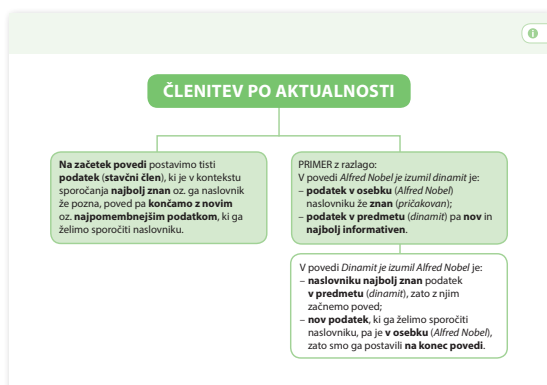 ČLENITEV PO AKTUALNOSTI
Na začetek povedi postavimo tisti
podatek (stavčni člen), ki je v kontekstu
sporočanja najbolj znan oz. ga naslovnik
že pozna, poved pa končamo z novim
oz. najpomembnejšim podatkom, ki ga
želimo sporočiti naslovniku.
PRIMER z razlago:
V povedi Alfred Nobel je izumil dinamit je:
– podatek v osebku (Alfred Nobel)
naslovniku že znan (pričakovan);
– podatek v predmetu (dinamit) pa nov in
najbolj informativen.
V povedi Dinamit je izumil Alfred Nobel je:
– naslovniku najbolj znan podatek
v predmetu (dinamit), zato z njim
začnemo poved;
– nov podatek, ki ga želimo sporočiti
naslovniku, pa je v osebku (Alfred Nobel),
zato smo ga postavili na konec povedi.